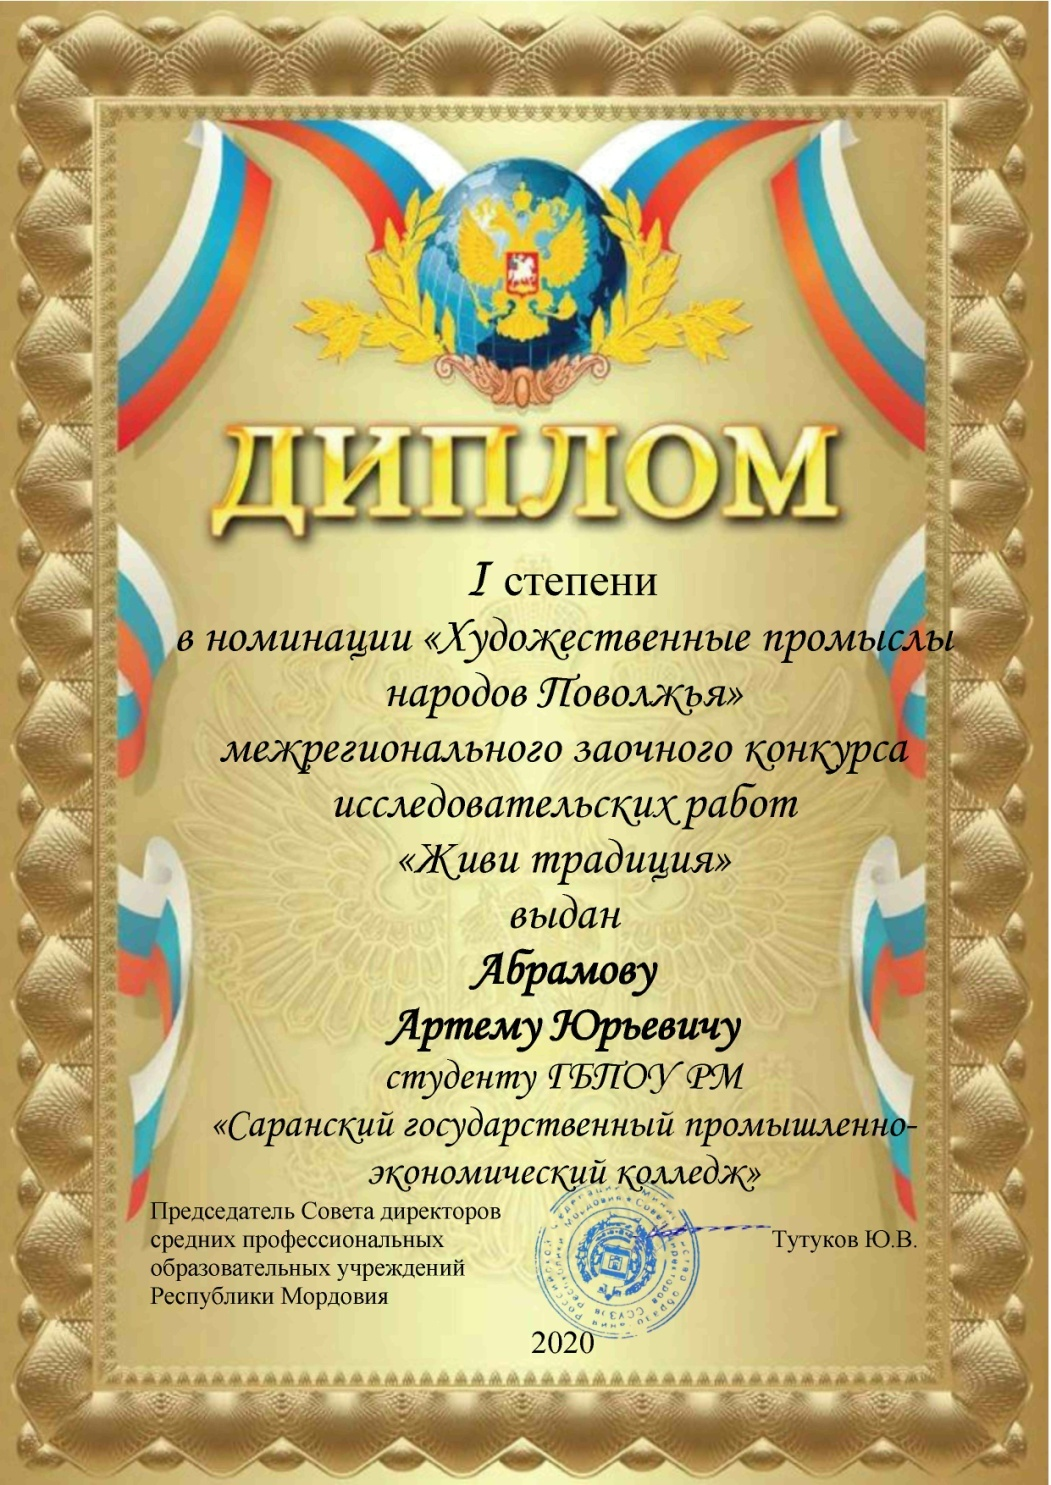 ДИПЛОМ
I степени
в номинации «Художественные промыслы
народов Поволжья»
межрегионального заочного конкурса
исследовательских работ
«Живи традиция»
выдан
Абрамову
Артему Юрьевичу
студенту ГБПОУ РМ
«Саранский государственный промышленно-
экономический колледж»
Председатель Совета директоров
средних профессиональных
образовательных учреждений
Республики Мордовия
Тутуков Ю.В.
2020